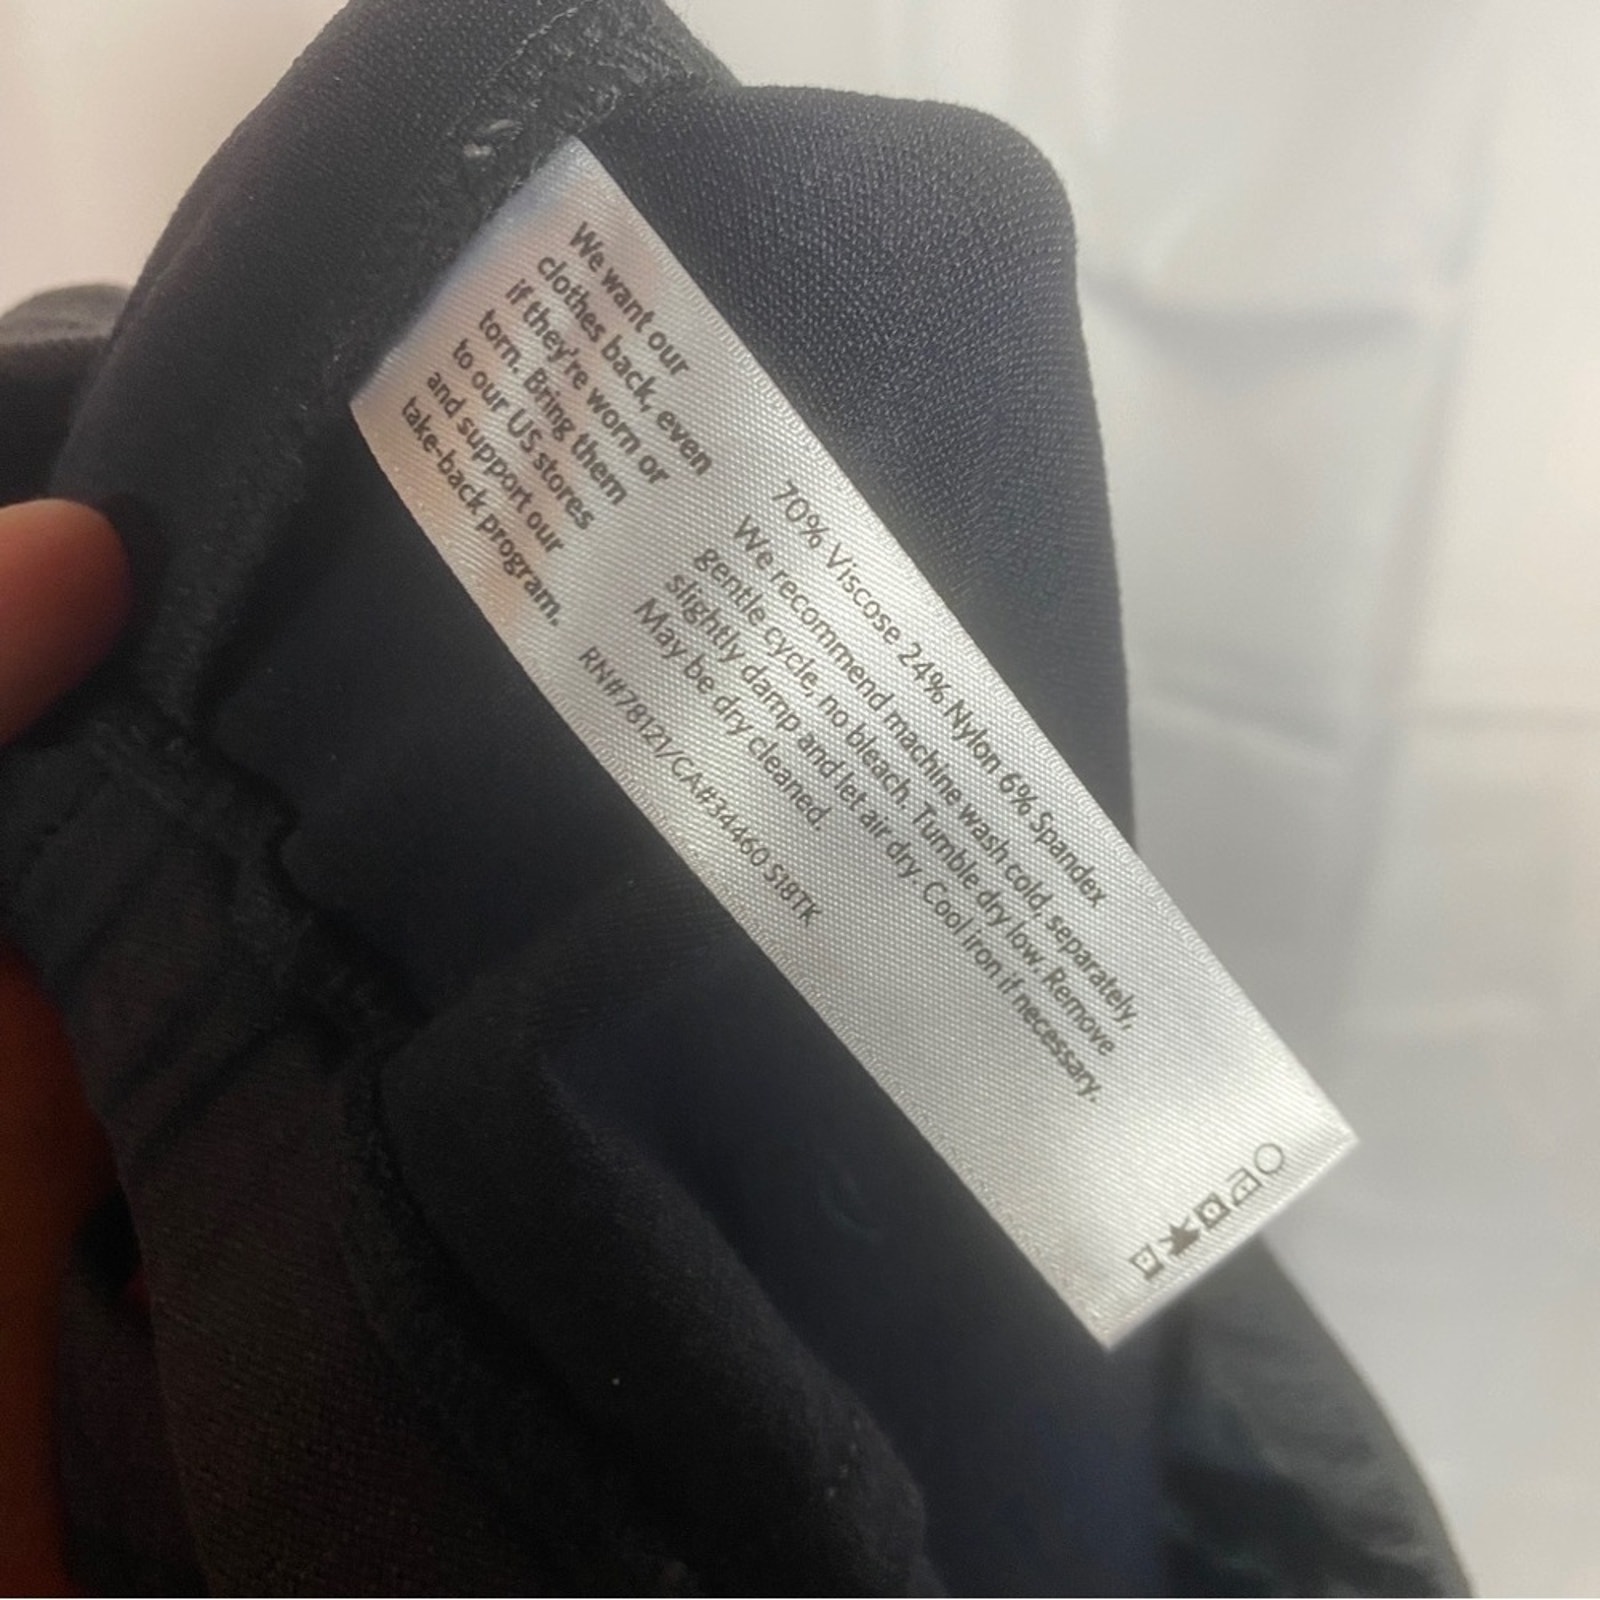 We want our
clothes back, even
if they're worn or
torn. Bring them
to our US stores
and support our
take-back program.
70% Viscose 24% Nylon 6% Spandex
We recommend machine wash cold, separately,
gentle cycle, no bleach. Tumble dry low. Remove
slightly damp and let air dry. Cool iron if necessary.
May be dry cleaned.
RN#78121/CA#34460 S18TK